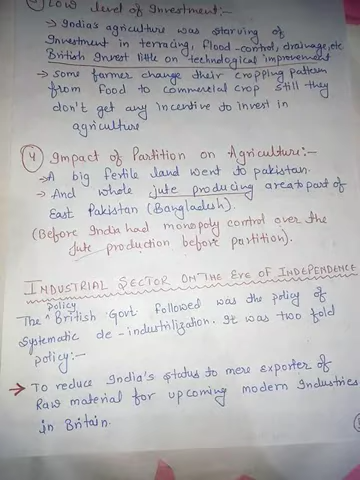 Low level of Investment:-
→ India's agriculture was starving of
Investment in terracing, flood-control, drainage, etc.
British Invest little on technological improvement
→ Some farmer change their cropping pattern
from food to commercial crop still they
don't get any incentive to invest in
agriculture
4 Impact of Partition on Agriculture:-
→ A big fertile land went to pakistan.
→ And whole jute producing area to part of
East Pakistan (Bangladesh).
(Before India had monopoly control over the
Jute production before partition).
INDUSTRIAL SECTOR ON THE EVE OF INDEPENDENCE
The Policy British Govt. followed was the policy of
systematic de-industrilization. It was two fold
policy:-
→ To reduce India's status to mere exporter of
Raw material for upcoming modern Industries
in Britain.